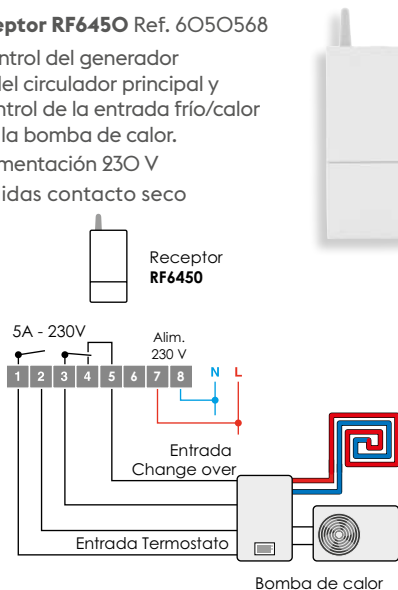 eptor RF6450 Ref. 6050568
ntrol del generador
del circulador principal y
ntrol de la entrada frío/calor
la bomba de calor.
mentación 230 V
idas contacto seco
Receptor
RF6450
5A - 230V
Alim.
230 V
N L
1 2 3 4 5 6 7 8
Entrada
Change over
Entrada Termostato
Bomba de calor